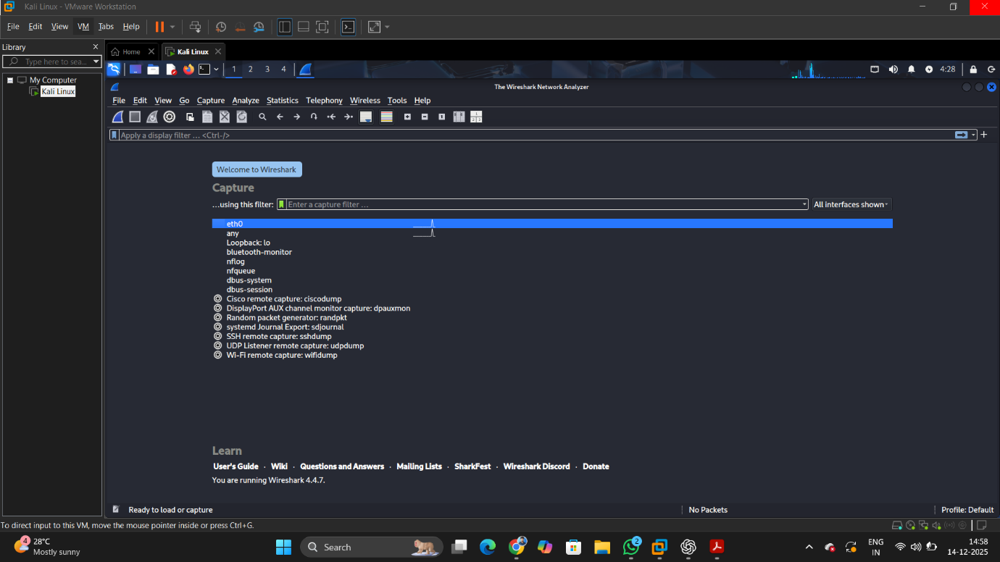 Kali Linux - VMware Workstation
File Edit View VM Tabs Help
Library
Type here to sea...
My Computer
Kali Linux
Home
Kali Linux
1 2 3 4
4:28
The Wireshark Network Analyzer
File Edit View Go Capture Analyze Statistics Telephony Wireless Tools Help
Apply a display filter ... <Ctrl-/>
Welcome to Wireshark
Capture
...using this filter: Enter a capture filter ... All interfaces shown
eth0
any
Loopback: lo
bluetooth-monitor
nflog
nfqueue
dbus-system
dbus-session
Cisco remote capture: ciscodump
DisplayPort AUX channel monitor capture: dpauxmon
Random packet generator: randpkt
systemd Journal Export: sdjournal
SSH remote capture: sshdump
UDP Listener remote capture: udpdump
Wi-Fi remote capture: wifidump
Learn
User's Guide · Wiki · Questions and Answers · Mailing Lists · SharkFest · Wireshark Discord · Donate
You are running Wireshark 4.4.7.
Ready to load or capture No Packets Profile: Default
To direct input to this VM, move the mouse pointer inside or press Ctrl+G.
4
28°C
Mostly sunny
Search
2
ENG
IN
14:58
14-12-2025